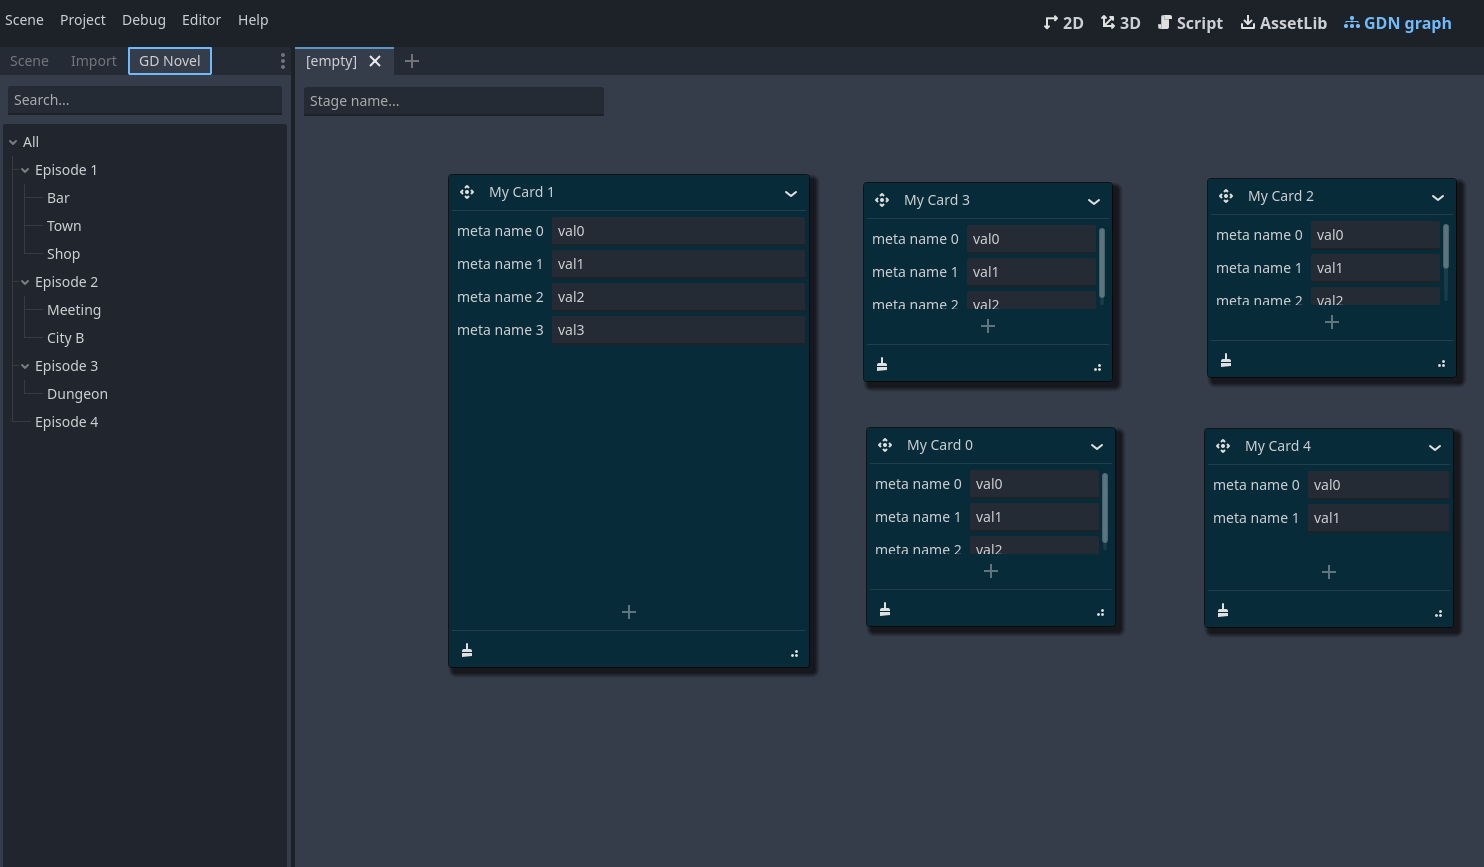 Scene Project Debug Editor Help
2D 3D Script AssetLib GDN graph
Scene Import GD Novel
[empty]
Search...
Stage name...
All
Episode 1
Bar
Town
Shop
Episode 2
Meeting
City B
Episode 3
Dungeon
Episode 4
My Card 1
meta name 0 val0
meta name 1 val1
meta name 2 val2
meta name 3 val3
My Card 3
meta name 0 val0
meta name 1 val1
meta name 2 val2
My Card 2
meta name 0 val0
meta name 1 val1
meta name 2 val2
My Card 0
meta name 0 val0
meta name 1 val1
meta name 2 val2
My Card 4
meta name 0 val0
meta name 1 val1